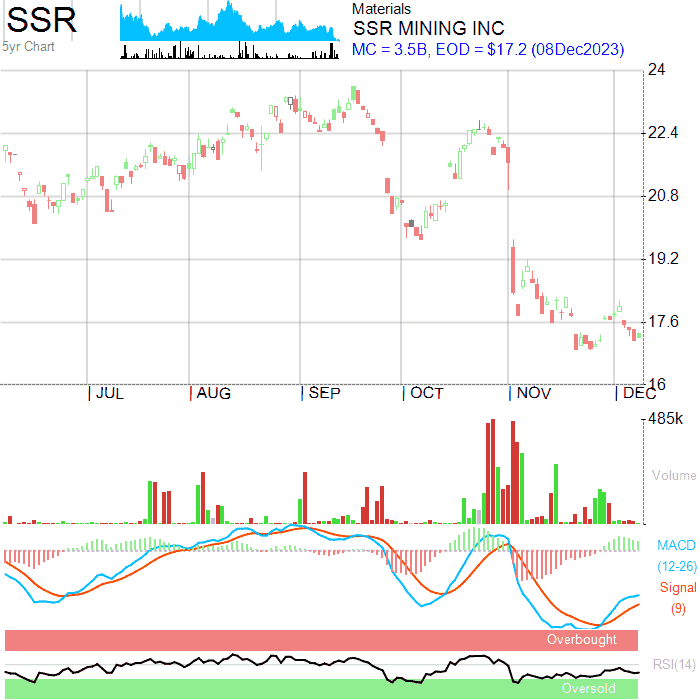 SSR
5yr Chart
Materials
SSR MINING INC
MC = 3.5B, EOD = $17.2 (08Dec2023)
24
22.4
20.8
19.2
17.6
16
JUL AUG SEP OCT NOV DEC
485k
Volume
MACD
(12-26)
Signal
(9)
Overbought
RSI(14)
Oversold